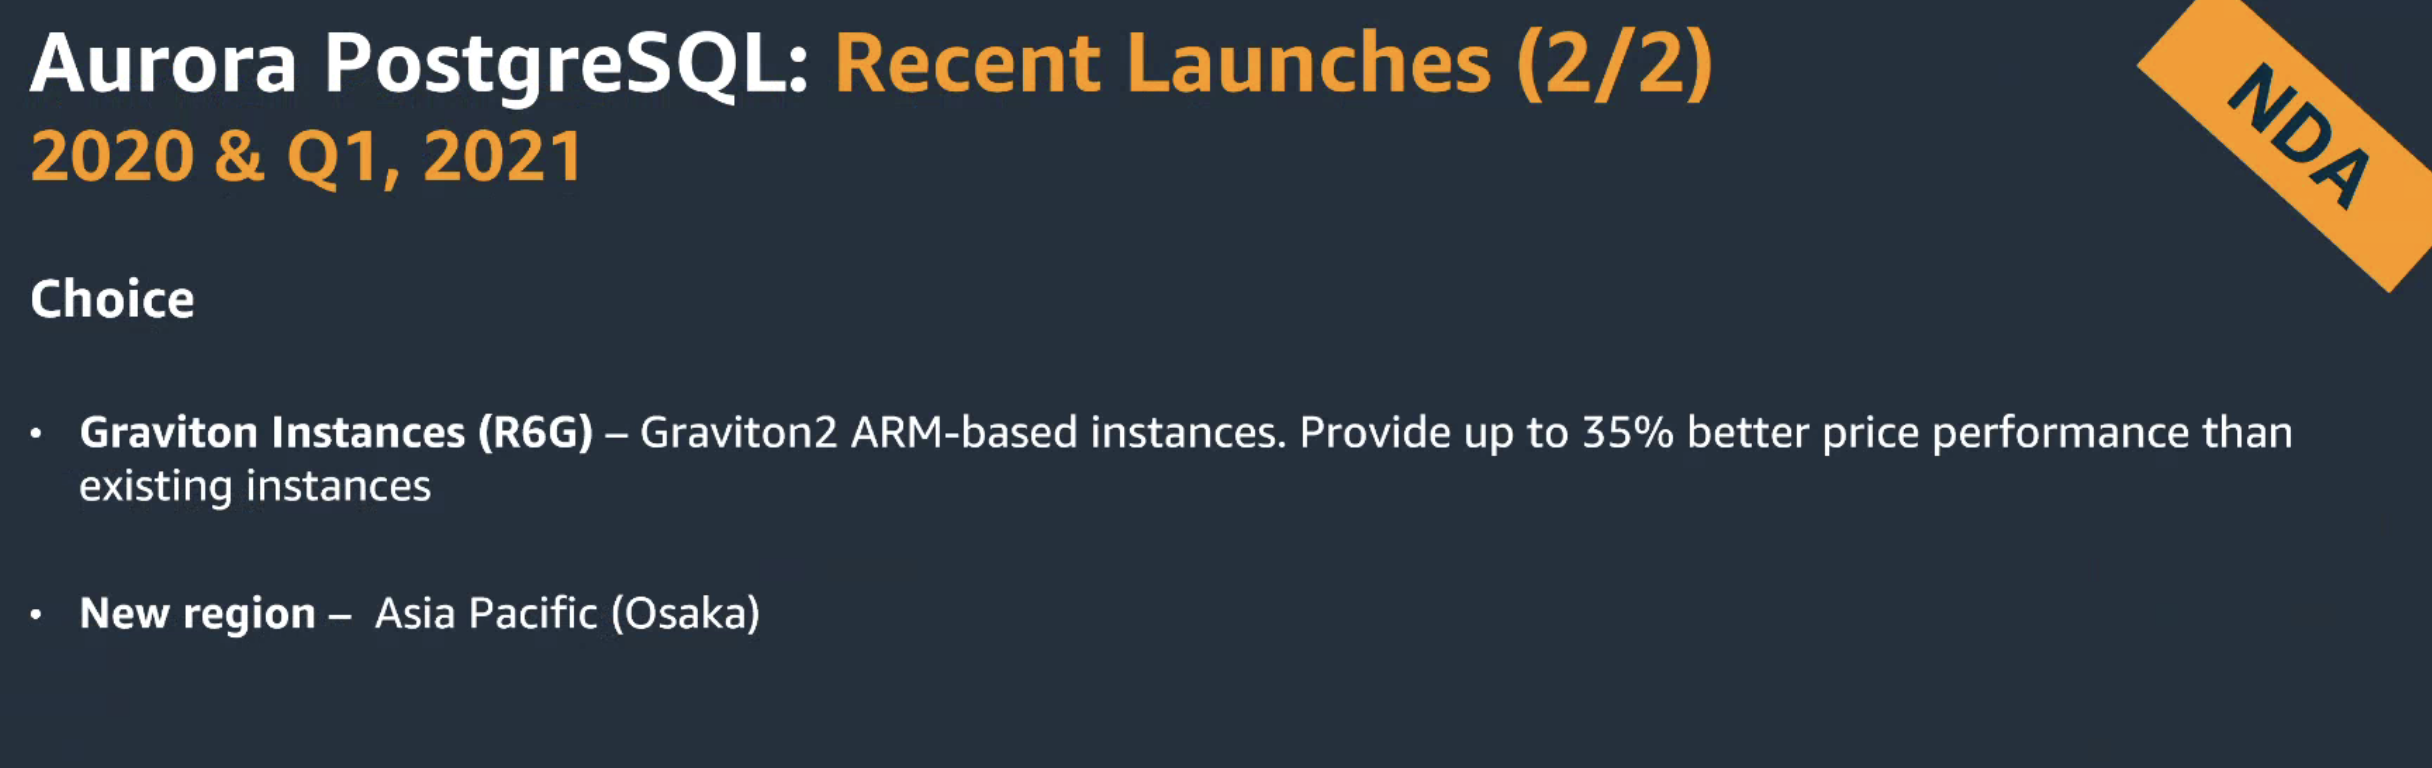 Aurora PostgreSQL: Recent Launches (2/2)
2020 & Q1, 2021
NDA
Choice
• Graviton Instances (R6G) – Graviton2 ARM-based instances. Provide up to 35% better price performance than
existing instances
• New region – Asia Pacific (Osaka)